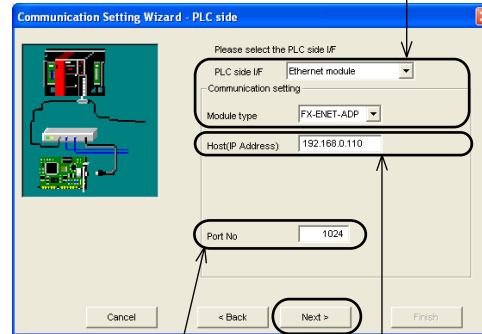 Communication Setting Wizard - PLC side
Please select the PLC side I/F
PLC side I/F Ethernet module
Communication setting
Module type FX-ENET-ADP
Host(IP Address) 192.168.0.110
Port No 1024
Cancel < Back Next > Finish